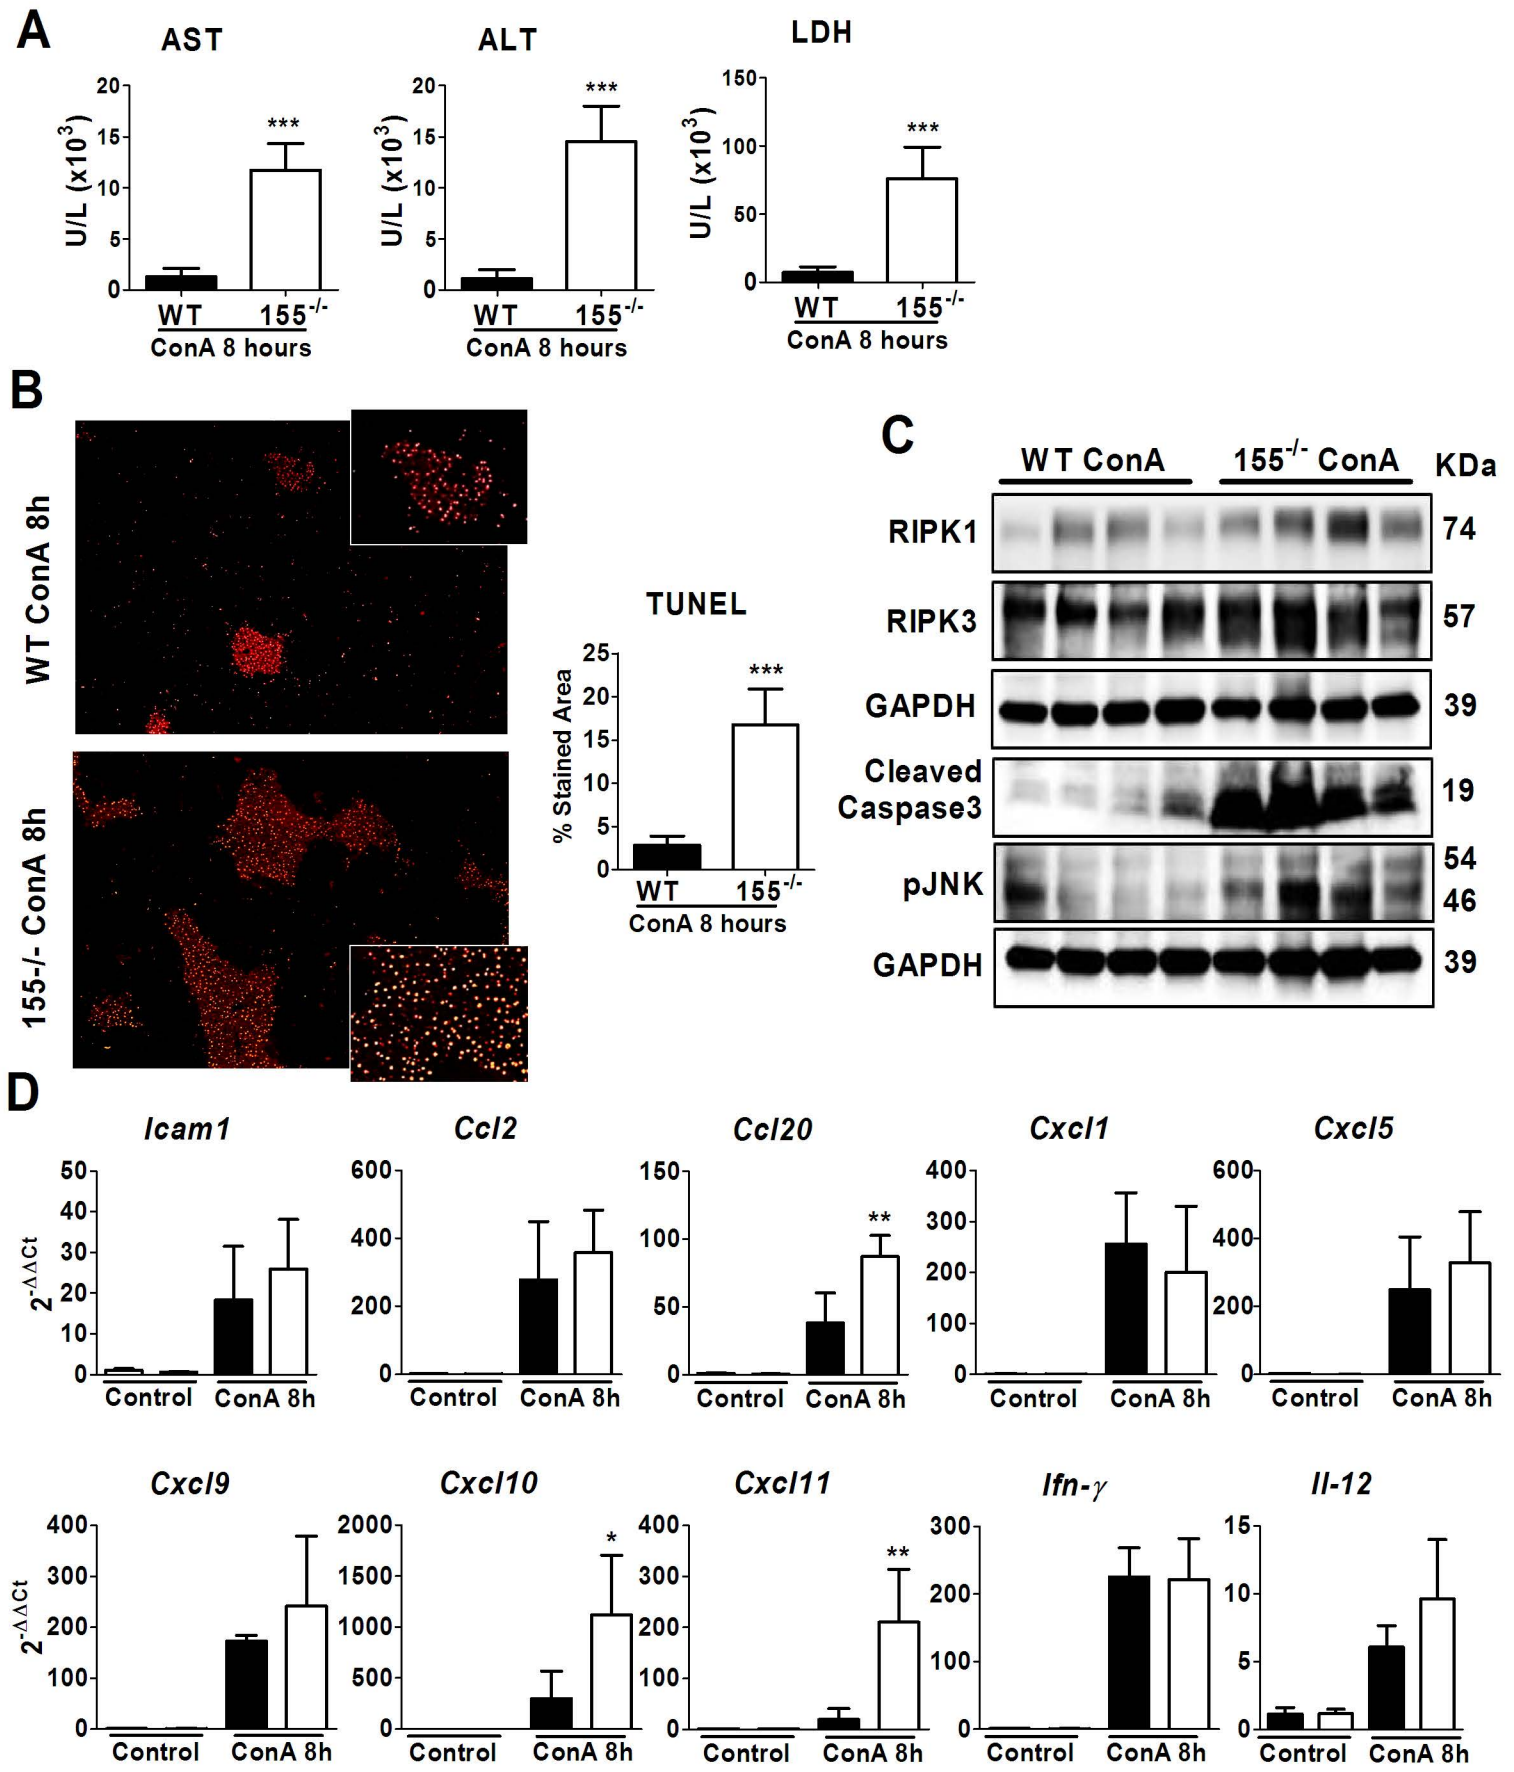 A
AST
ALT
LDH
U/L (x10³)
20
15
10
5
0
WT 155-/-
ConA 8 hours
U/L (x10³)
20
15
10
5
0
WT 155-/-
ConA 8 hours
U/L (x10³)
150
100
50
0
WT 155-/-
ConA 8 hours
B
WT ConA 8h
155-/- ConA 8h
TUNEL
% Stained Area
25
20
15
10
5
0
WT 155-/-
ConA 8 hours
***
***
***
***
C
WT ConA 155-/- ConA KDa
RIPK1 74
RIPK3 57
GAPDH 39
Cleaved
Caspase3 19
pJNK 54
46
GAPDH 39
D
Icam1
2-ΔΔCt
50
40
30
20
10
0
Control ConA 8h
Ccl2
600
400
200
0
Control ConA 8h
Ccl20
150
100
50
0
**
Control ConA 8h
Cxcl1
400
300
200
100
0
Control ConA 8h
Cxcl5
600
400
200
0
Control ConA 8h
Cxcl9
2-ΔΔCt
400
300
200
100
0
Control ConA 8h
Cxcl10
2000
1500
1000
500
0
*
Control ConA 8h
Cxcl11
400
300
200
100
0
**
Control ConA 8h
Ifn-γ
300
200
100
0
Control ConA 8h
Il-12
15
10
5
0
Control ConA 8h